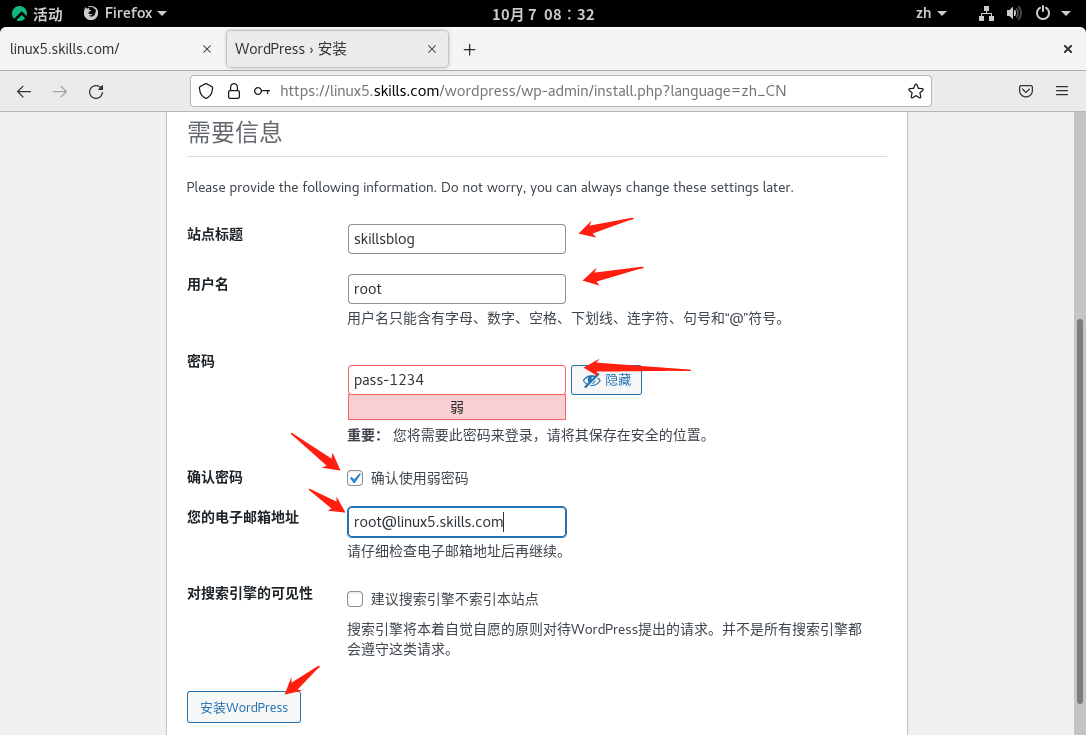 活动 Firefox 10月 7 08：32 zh
linux5.skills.com/ WordPress › 安装
https://linux5.skills.com/wordpress/wp-admin/install.php?language=zh_CN
需要信息
Please provide the following information. Do not worry, you can always change these settings later.
站点标题 skillsblog
用户名 root
用户名只能含有字母、数字、空格、下划线、连字符、句号和“@”符号。
密码 pass-1234 隐藏
弱
重要： 您将需要此密码来登录，请将其保存在安全的位置。
确认密码 确认使用弱密码
您的电子邮箱地址 root@linux5.skills.com
请仔细检查电子邮箱地址后再继续。
对搜索引擎的可见性 建议搜索引擎不索引本站点
搜索引擎将本着自觉自愿的原则对待WordPress提出的请求。并不是所有搜索引擎都
会遵守这类请求。
安装WordPress